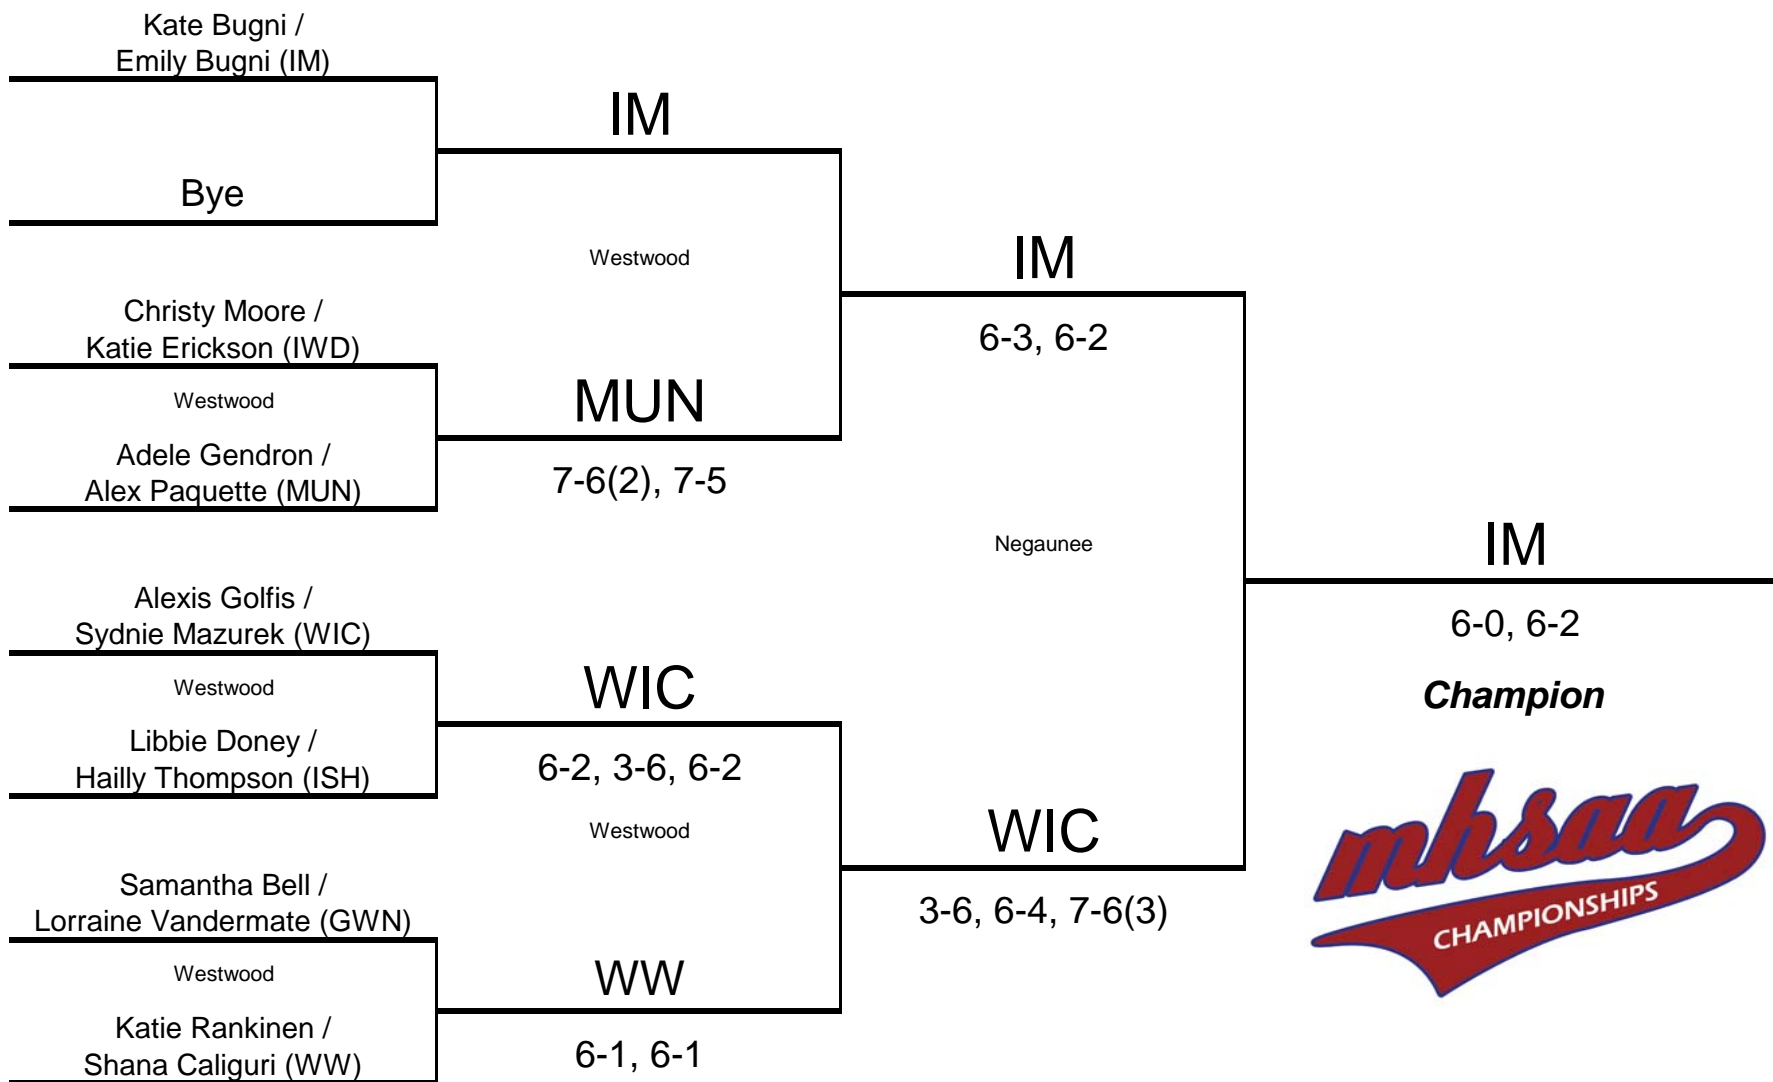 Kate Bugni /
Emily Bugni (IM)
Bye
Christy Moore /
Katie Erickson (IWD)
Westwood
Adele Gendron /
Alex Paquette (MUN)
Alexis Golfis /
Sydnie Mazurek (WIC)
Westwood
Libbie Doney /
Hailly Thompson (ISH)
Samantha Bell /
Lorraine Vandermate (GWN)
Westwood
Katie Rankinen /
Shana Caliguri (WW)
IM
Westwood
MUN
7-6(2), 7-5
WIC
6-2, 3-6, 6-2
Westwood
WW
6-1, 6-1
IM
6-3, 6-2
Negaunee
WIC
3-6, 6-4, 7-6(3)
IM
6-0, 6-2
Champion
mhsaa
CHAMPIONSHIPS